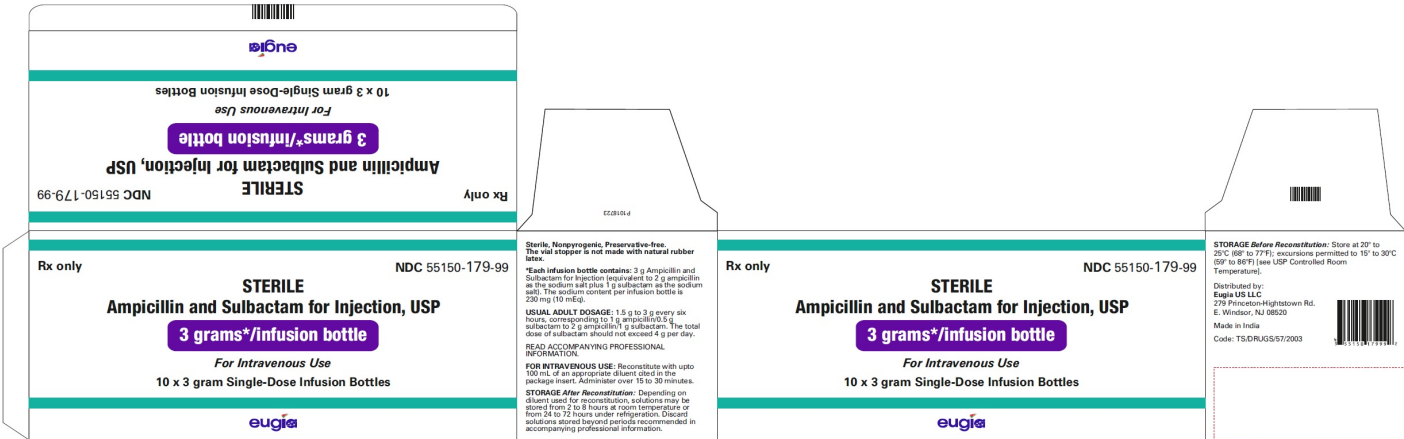 eugia
10 x 3 gram Single-Dose Infusion Bottles
For Intravenous Use
3 grams*/infusion bottle
Ampicillin and Sulbactam for Injection, USP
STERILE
Rx only
NDC 55150-179-99
P1018723
Rx only
NDC 55150-179-99
STERILE
Ampicillin and Sulbactam for Injection, USP
3 grams*/infusion bottle
For Intravenous Use
10 x 3 gram Single-Dose Infusion Bottles
eugia
Sterile, Nonpyrogenic, Preservative-free.
The vial stopper is not made with natural rubber
latex.
*Each infusion bottle contains: 3 g Ampicillin and
Sulbactam for Injection (equivalent to 2 g ampicillin
as the sodium salt plus 1 g sulbactam as the sodium
salt). The sodium content per infusion bottle is
230 mg (10 mEq).
USUAL ADULT DOSAGE: 1.5 g to 3 g every six
hours, corresponding to 1 g ampicillin/0.5 g
sulbactam to 2 g ampicillin/1 g sulbactam. The total
dose of sulbactam should not exceed 4 g per day.
READ ACCOMPANYING PROFESSIONAL
INFORMATION.
FOR INTRAVENOUS USE: Reconstitute with upto
100 mL of an appropriate diluent cited in the
package insert. Administer over 15 to 30 minutes.
STORAGE After Reconstitution: Depending on
diluent used for reconstitution, solutions may be
stored from 2 to 8 hours at room temperature or
from 24 to 72 hours under refrigeration. Discard
solutions stored beyond periods recommended in
accompanying professional information.
Rx only
NDC 55150-179-99
STERILE
Ampicillin and Sulbactam for Injection, USP
3 grams*/infusion bottle
For Intravenous Use
10 x 3 gram Single-Dose Infusion Bottles
eugia
STORAGE Before Reconstitution: Store at 20° to
25°C (68° to 77°F); excursions permitted to 15° to 30°C
(59° to 86°F) [see USP Controlled Room
Temperature].
Distributed by:
Eugia US LLC
279 Princeton-Hightstown Rd.
E. Windsor, NJ 08520
Made in India
Code: TS/DRUGS/57/2003